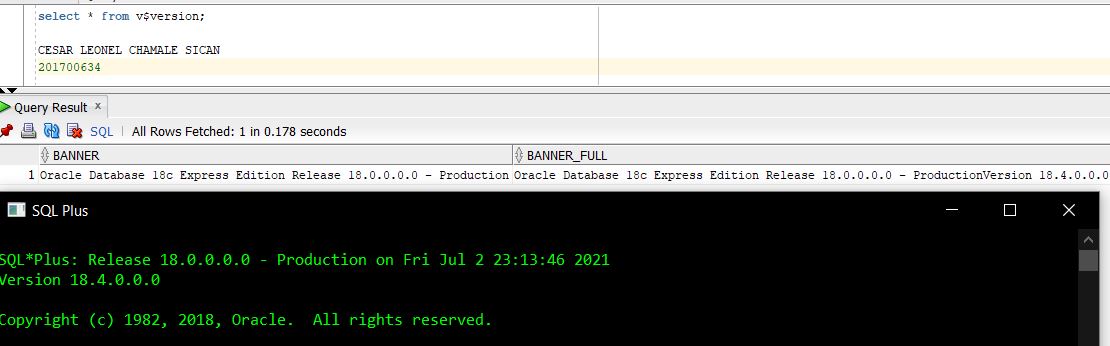 select * from v$version;
CESAR LEONEL CHAMALE SICAN
201700634
Query Result x
SQL | All Rows Fetched: 1 in 0.178 seconds
BANNER BANNER_FULL
1 Oracle Database 18c Express Edition Release 18.0.0.0.0 - Production Oracle Database 18c Express Edition Release 18.0.0.0.0 - ProductionVersion 18.4.0.0.0
SQL Plus
SQL*Plus: Release 18.0.0.0.0 - Production on Fri Jul 2 23:13:46 2021
Version 18.4.0.0.0
Copyright (c) 1982, 2018, Oracle.  All rights reserved.